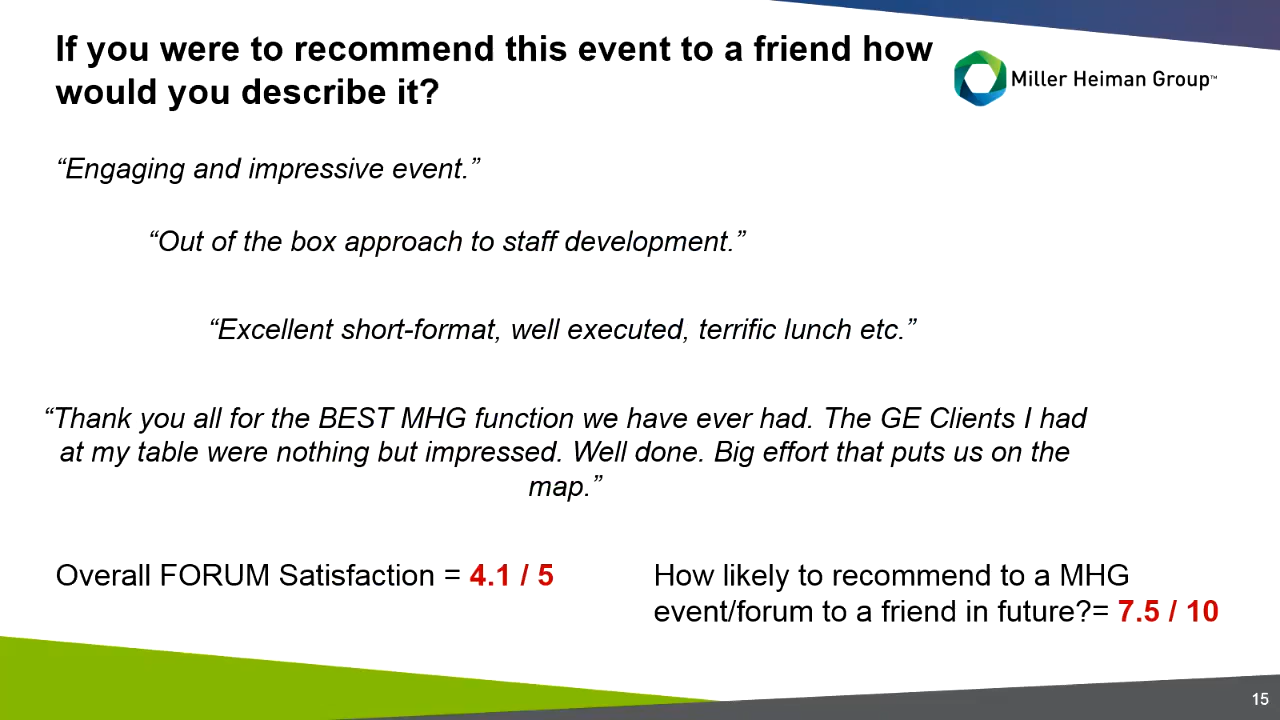 If you were to recommend this event to a friend how
would you describe it?
Miller Heiman Group™
“Engaging and impressive event.”
“Out of the box approach to staff development.”
“Excellent short-format, well executed, terrific lunch etc.”
“Thank you all for the BEST MHG function we have ever had. The GE Clients I had
at my table were nothing but impressed. Well done. Big effort that puts us on the
map.”
Overall FORUM Satisfaction = 4.1 / 5
How likely to recommend to a MHG
event/forum to a friend in future?= 7.5 / 10
15